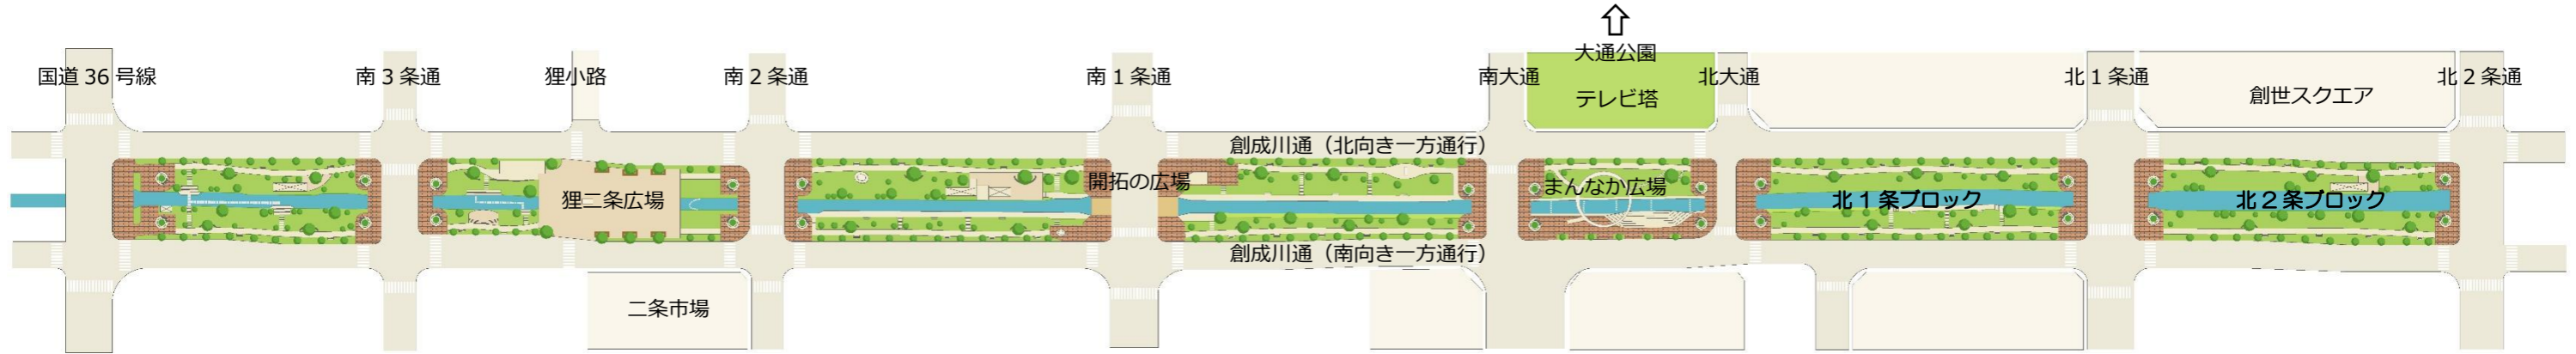 大通公園
国道36号線
南3条通
狸小路
南2条通
南1条通
南大通
北大通
北1条通
北2条通
テレビ塔
創世スクエア
創成川通（北向き一方通行）
狸二条広場
開拓の広場
まんなか広場
北1条ブロック
北2条ブロック
創成川通（南向き一方通行）
二条市場